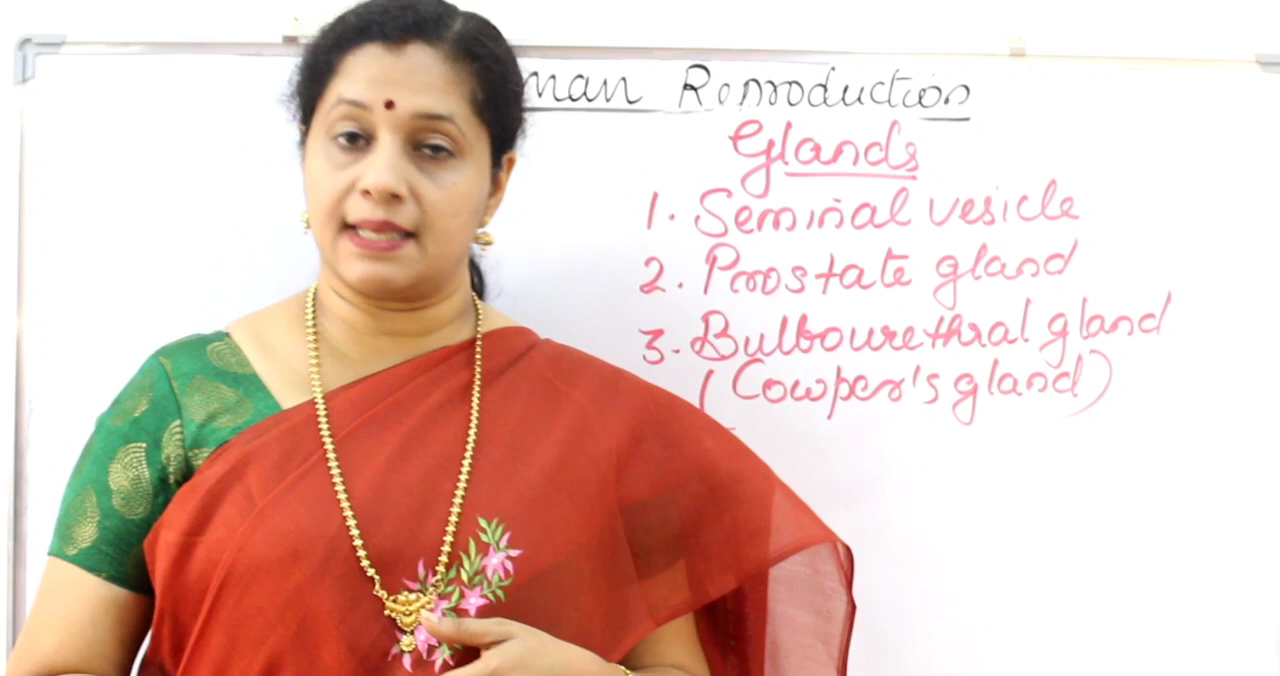 man Reproduction
Glands
1. Seminal vesicle
2. Prostate gland
3. Bulbourethral gland
(Cowper's gland)